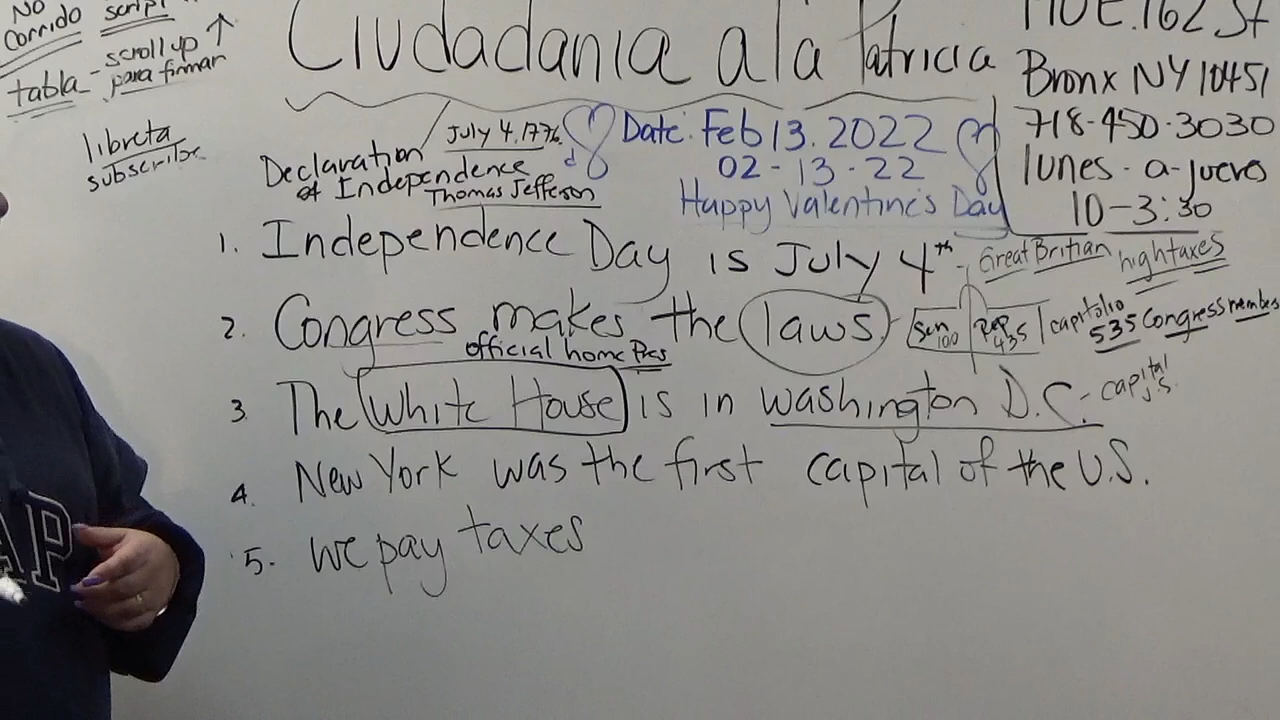 No script
Corrido
tabla - scroll up ↑
para firmar
libreta
subscribe
Ciudadania a la Patricia
162 St
Bronx NY 10451
718-450-3030
lunes - a - jueves
10-3:30
Date: Feb 13. 2022
02-13-22
Happy Valentine's Day
Declaration / July 4, 1776
of Independence
Thomas Jefferson
1. Independence Day is July 4th - Great Britian high taxes
2. Congress makes the laws - Sen 100 Rep 435 | capitolio
535 Congress members
official home Pres
3. The White House is in Washington D.C. - capital
4. New York was the first capital of the U.S.
5. we pay taxes
AP